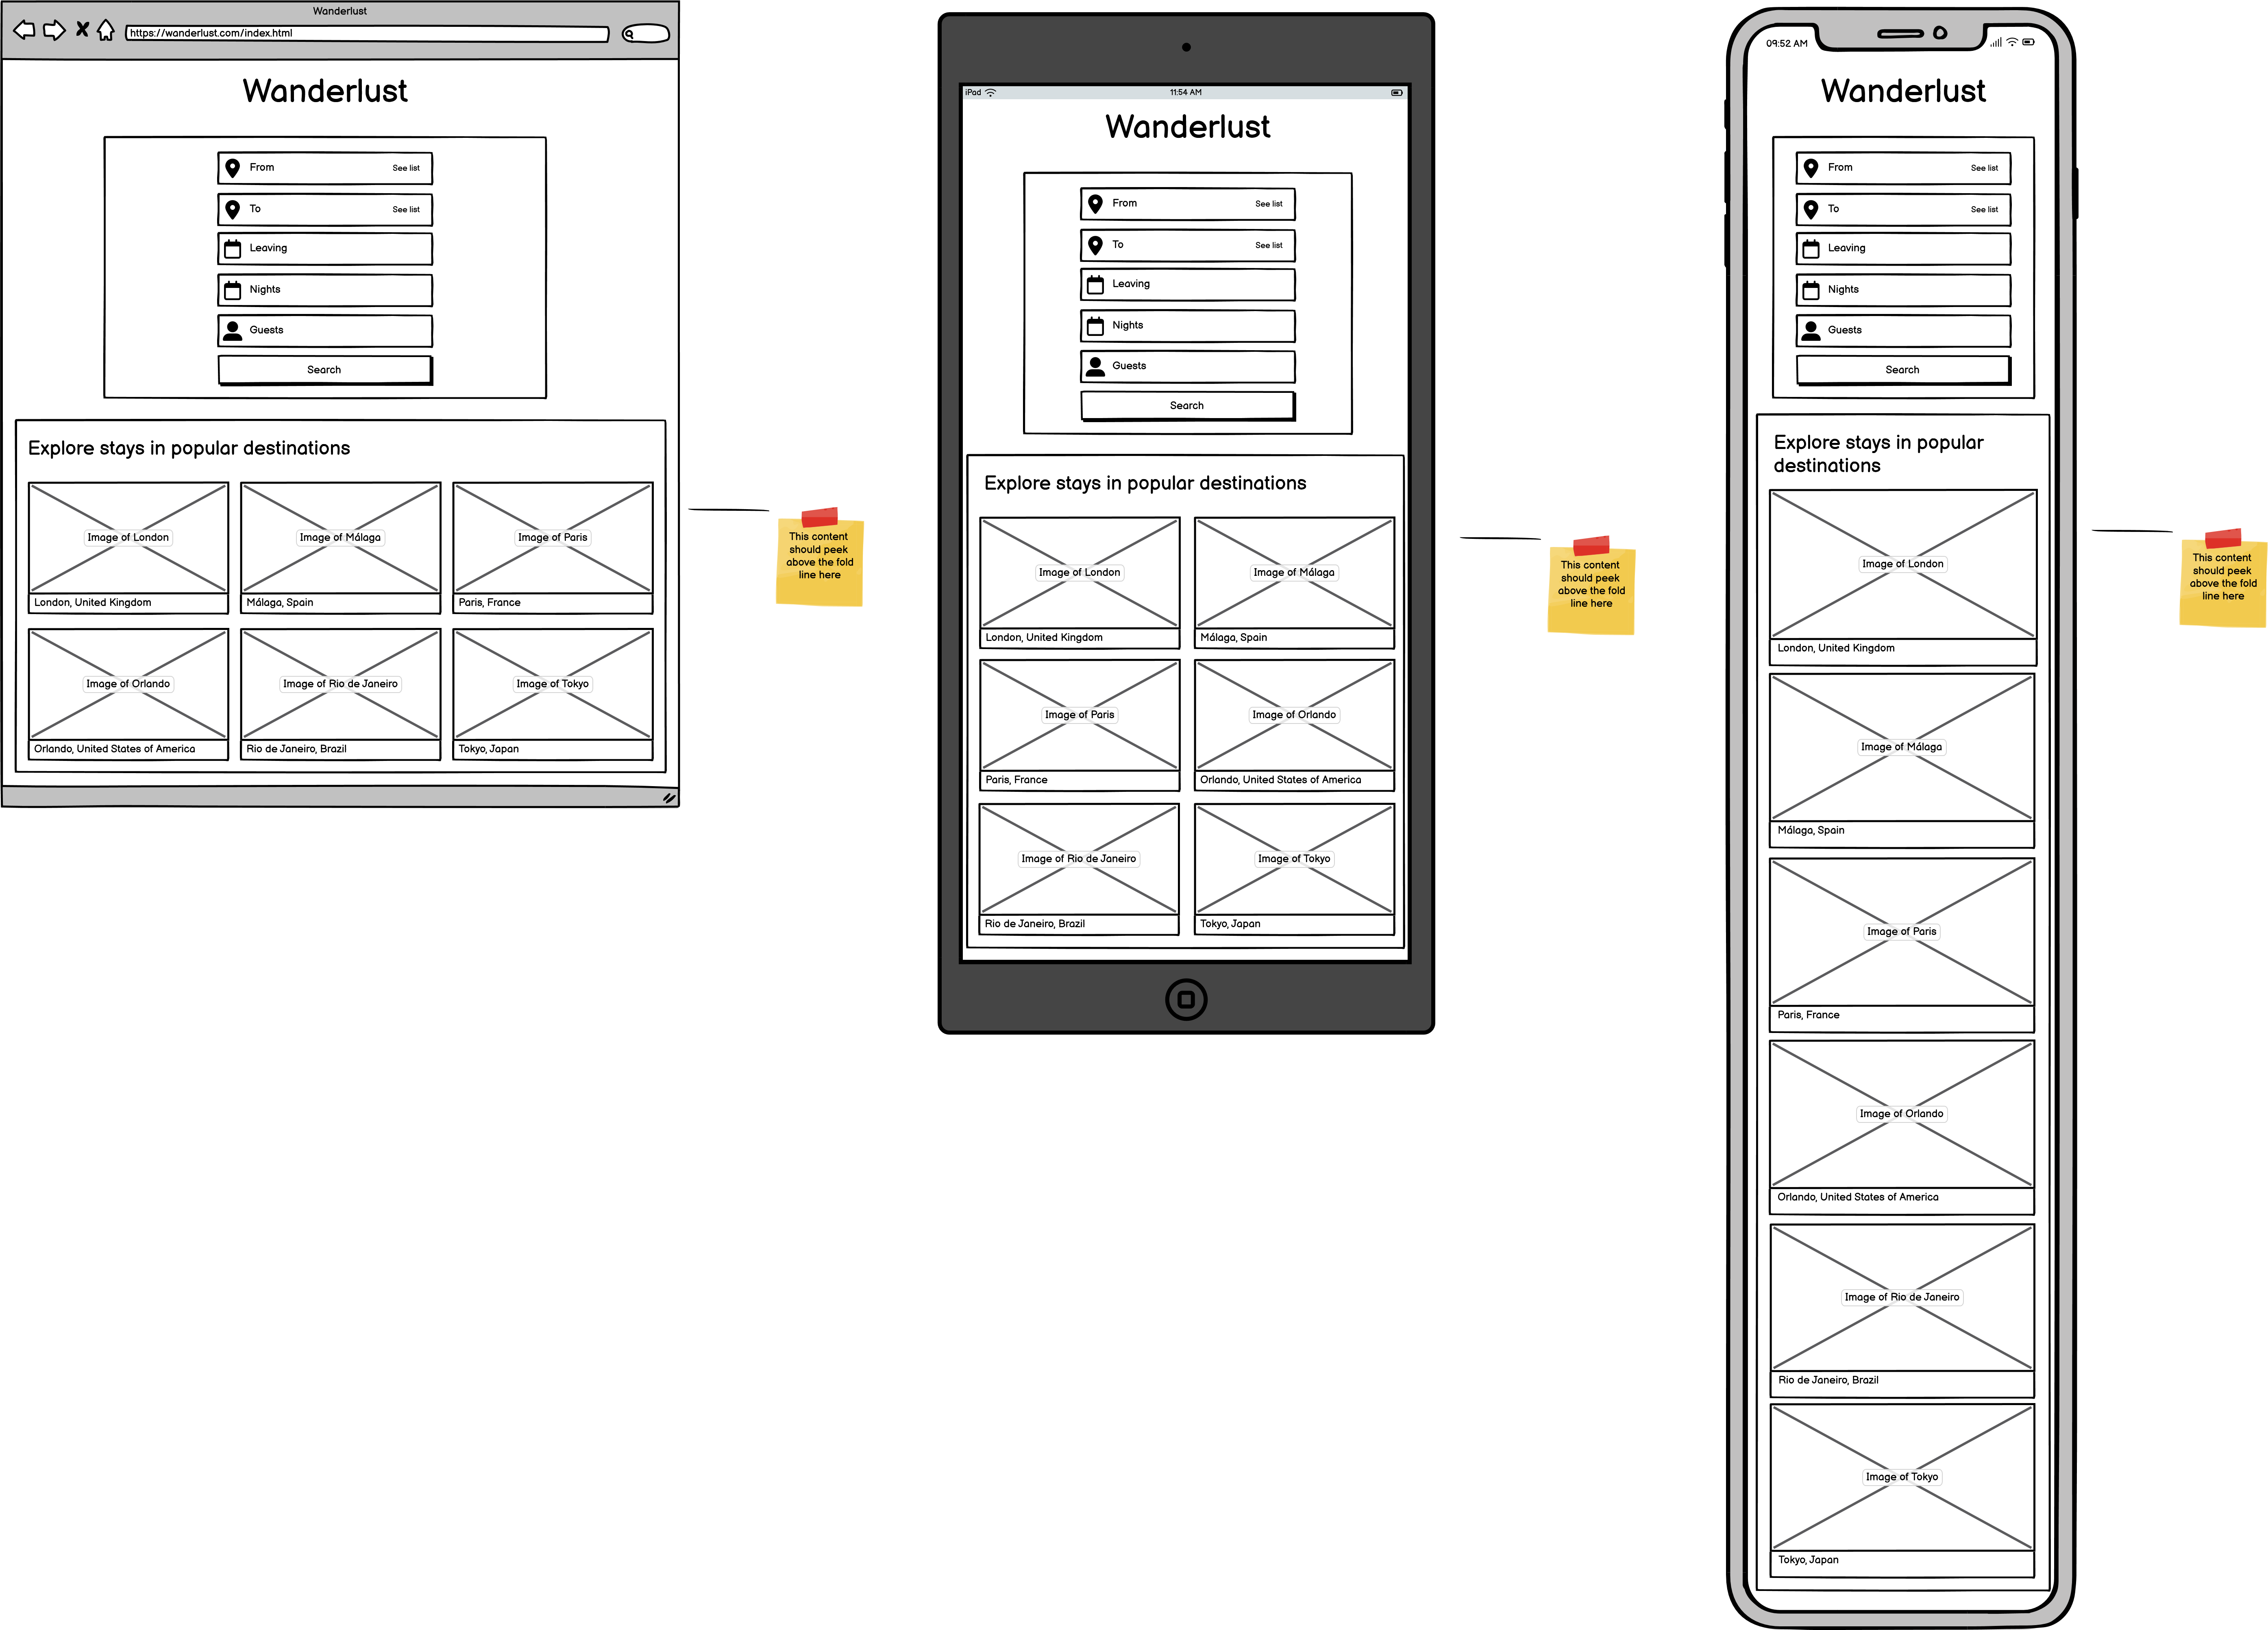 Wanderlust
https://wanderlust.com/index.html
Wanderlust
From See list
To See list
Leaving
Nights
Guests
Search
Explore stays in popular destinations
Image of London
Image of Málaga
Image of Paris
London, United Kingdom
Málaga, Spain
Paris, France
Image of Orlando
Image of Rio de Janeiro
Image of Tokyo
Orlando, United States of America
Rio de Janeiro, Brazil
Tokyo, Japan
This content
should peek
above the fold
line here
iPad
11:54 AM
Wanderlust
From See list
To See list
Leaving
Nights
Guests
Search
Explore stays in popular destinations
Image of London
Image of Málaga
London, United Kingdom
Málaga, Spain
Image of Paris
Image of Orlando
Paris, France
Orlando, United States of America
Image of Rio de Janeiro
Image of Tokyo
Rio de Janeiro, Brazil
Tokyo, Japan
This content
should peek
above the fold
line here
09:52 AM
Wanderlust
From See list
To See list
Leaving
Nights
Guests
Search
Explore stays in popular
destinations
Image of London
London, United Kingdom
Image of Málaga
Málaga, Spain
Image of Paris
Paris, France
Image of Orlando
Orlando, United States of America
Image of Rio de Janeiro
Rio de Janeiro, Brazil
Image of Tokyo
Tokyo, Japan
This content
should peek
above the fold
line here